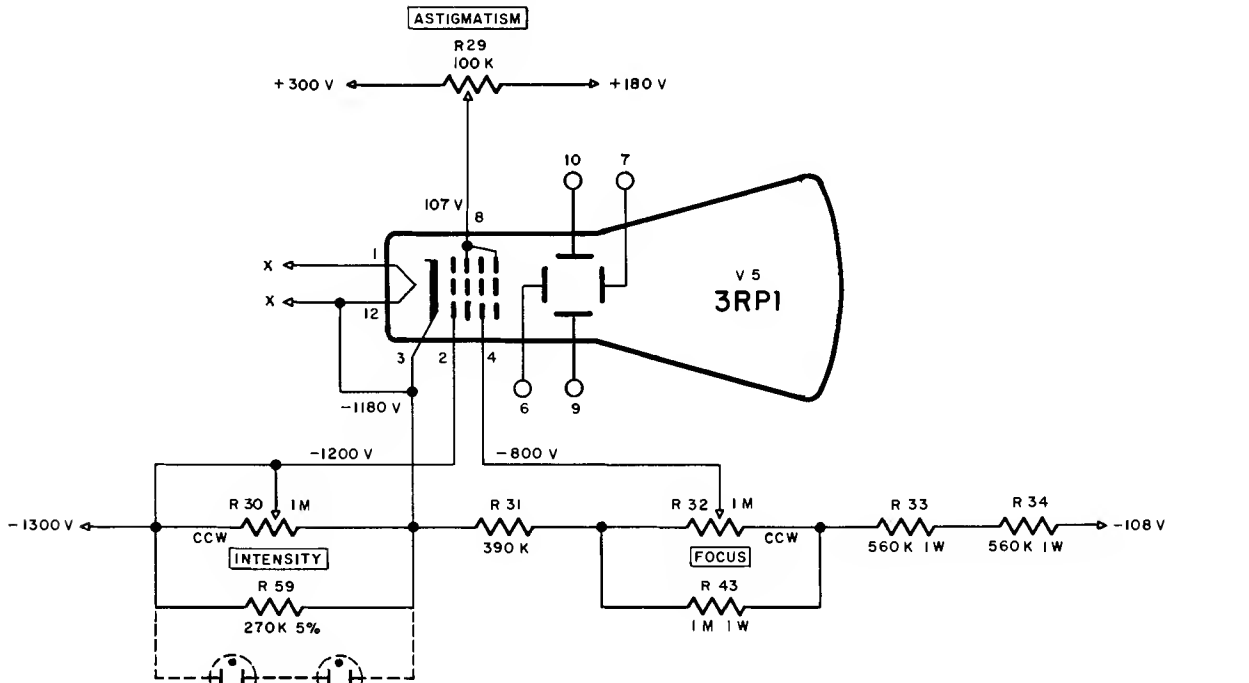 ASTIGMATISM
R29
100 K
+300 V
+180 V
10
7
107 V
8
X
1
X
12
V 5
3RP1
3
2
4
6
9
-1180 V
-1200 V
-800 V
R 30
1M
R 31
R 32
1M
R 33
R 34
-1300 V
-108 V
CCW
390 K
CCW
560K 1W
560K 1W
INTENSITY
FOCUS
R 59
R 43
270K 5%
1M 1W